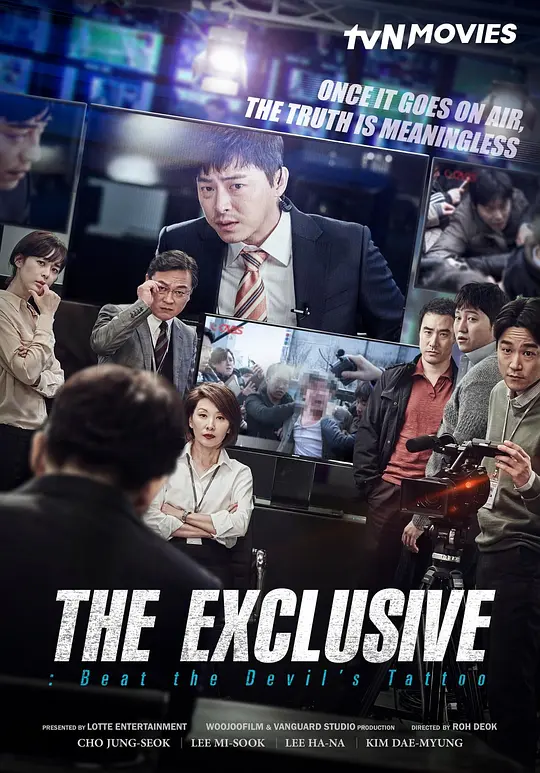 tvN MOVIES
ONCE IT GOES ON AIR,
THE TRUTH IS MEANINGLESS
THE EXCLUSIVE
: Beat the Devil's Tattoo
PRESENTED BY LOTTE ENTERTAINMENT WOOJOOFILM & VANGUARD STUDIO PRODUCTION DIRECTED BY ROH DEOK
CHO JUNG-SEOK | LEE MI-SOOK | LEE HA-NA | KIM DAE-MYUNG